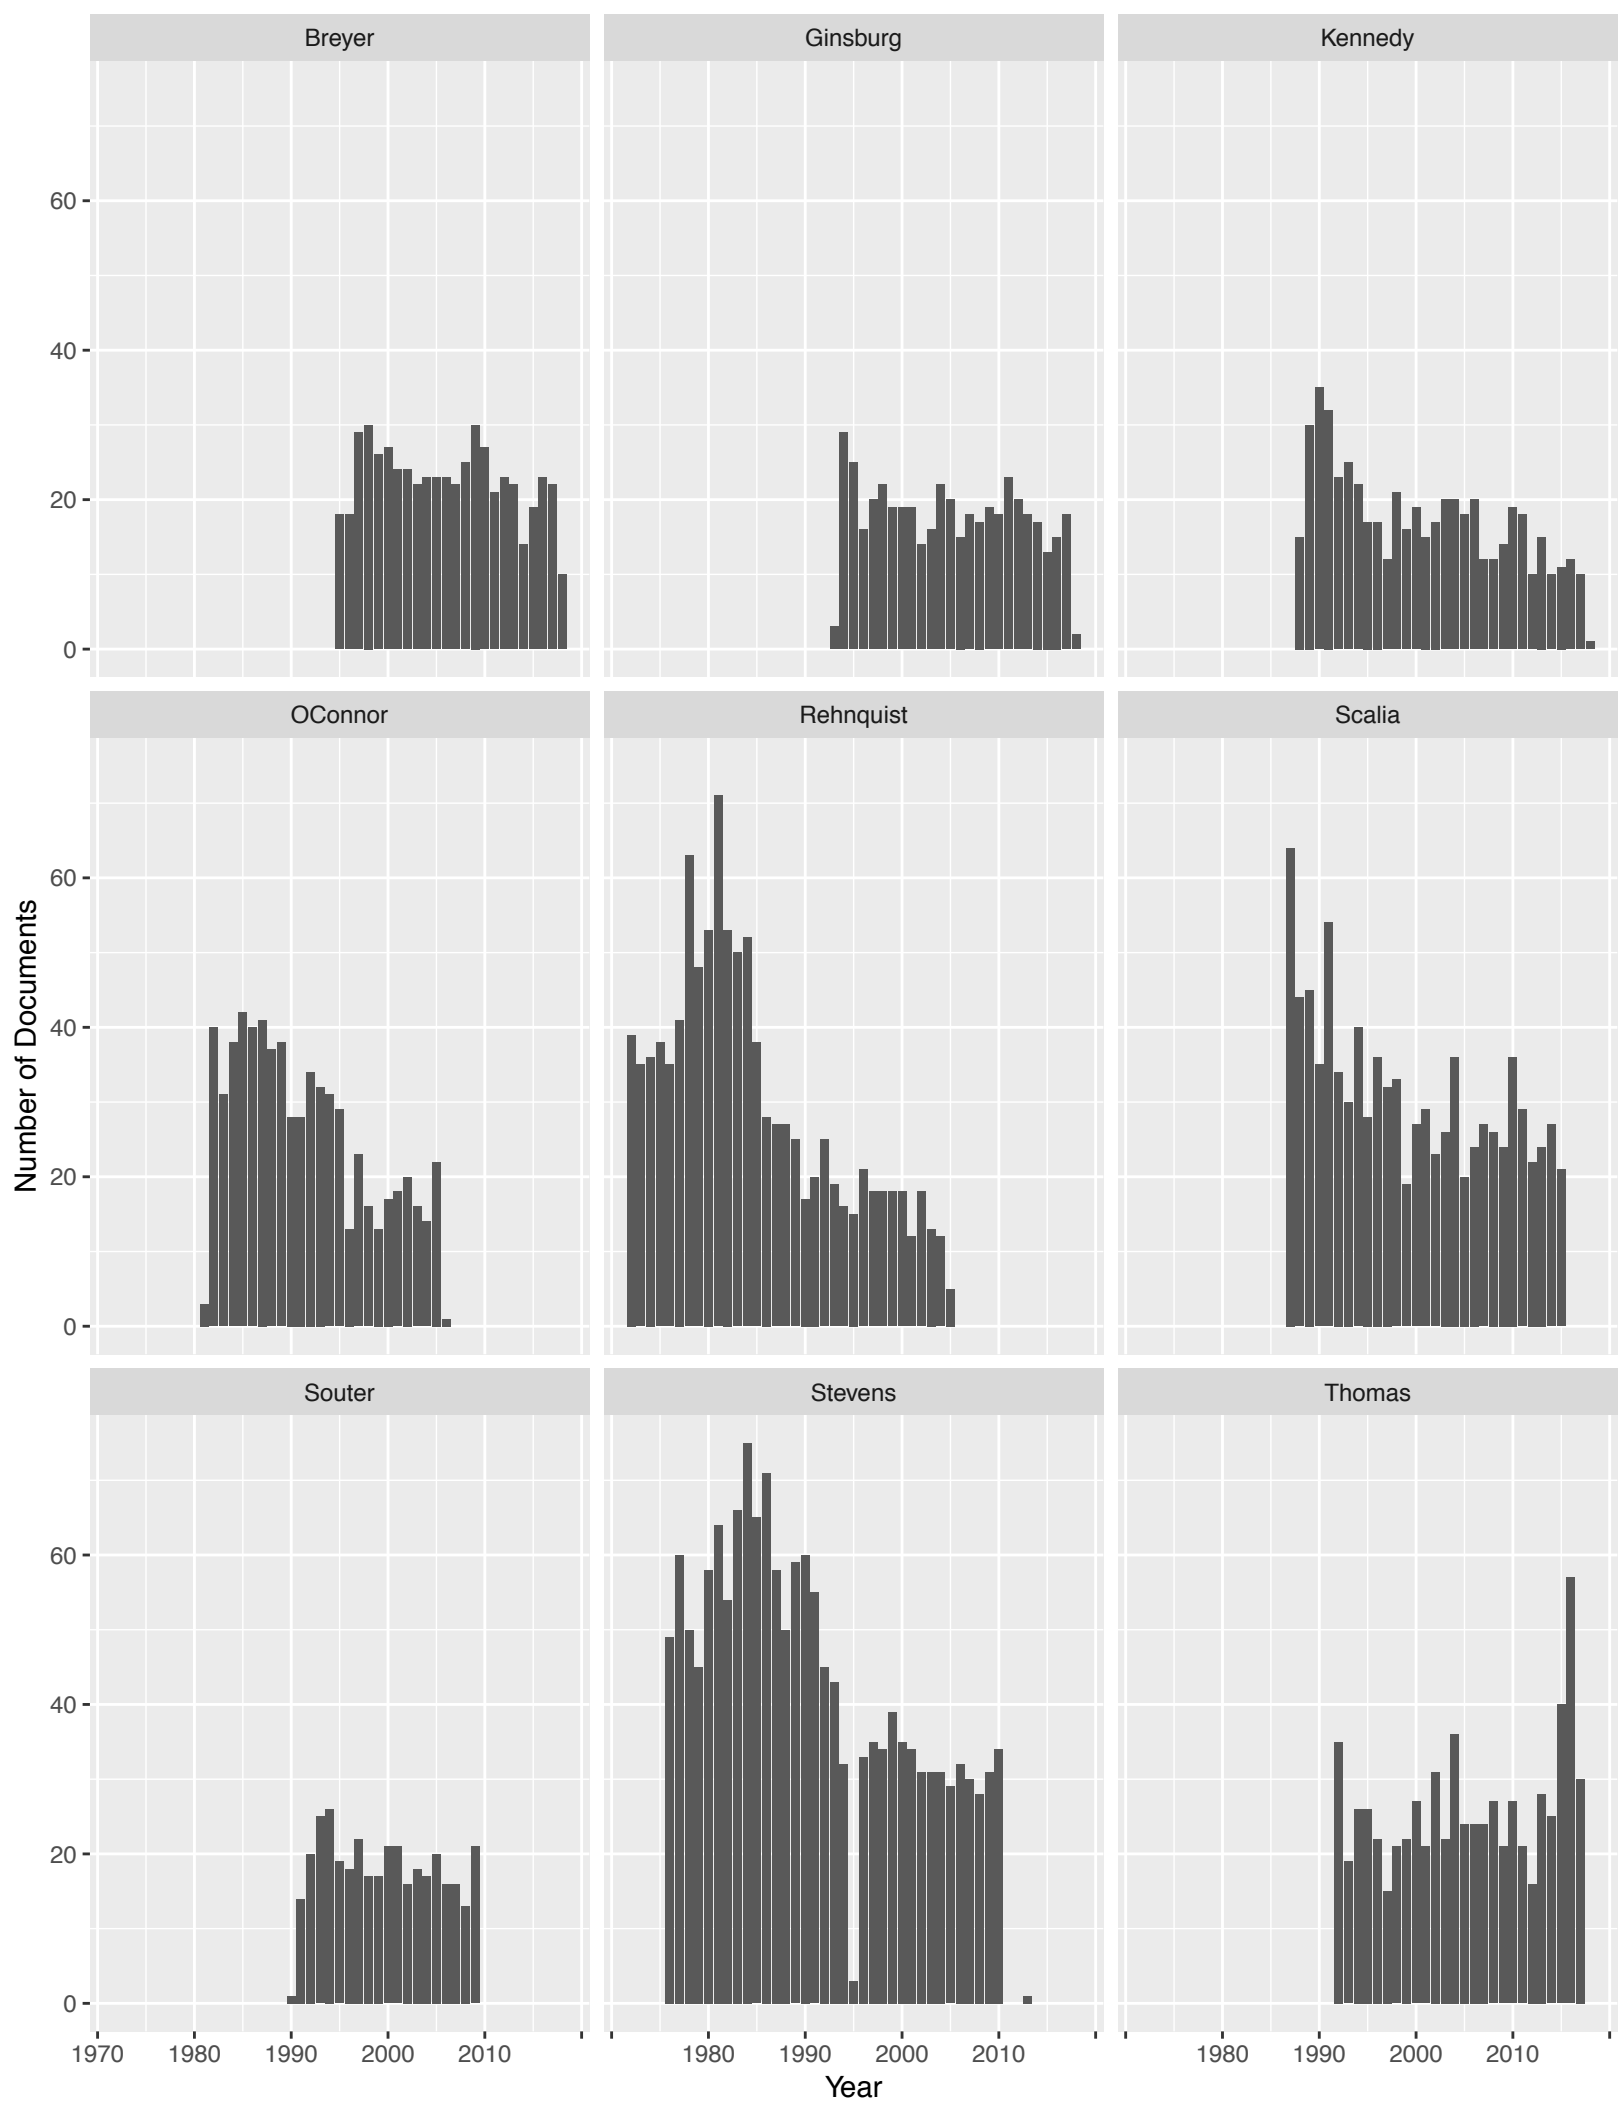 Breyer Ginsburg Kennedy
60
40
20
0
OConnor Rehnquist Scalia
60
40
20
0
Number of Documents
Souter Stevens Thomas
60
40
20
0
1970 1980 1990 2000 2010 1980 1990 2000 2010 1980 1990 2000 2010
Year